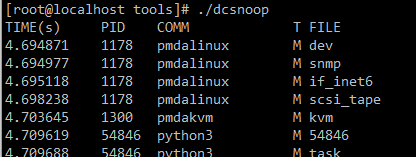 [root@localhost tools]# ./dcsnoop
TIME(s) PID COMM T FILE
4.694871 1178 pmdalinux M dev
4.694977 1178 pmdalinux M snmp
4.695118 1178 pmdalinux M if_inet6
4.698238 1178 pmdalinux M scsi_tape
4.703645 1300 pmdakvm M kvm
4.709619 54846 python3 M 54846
4.709688 54846 python3 M task